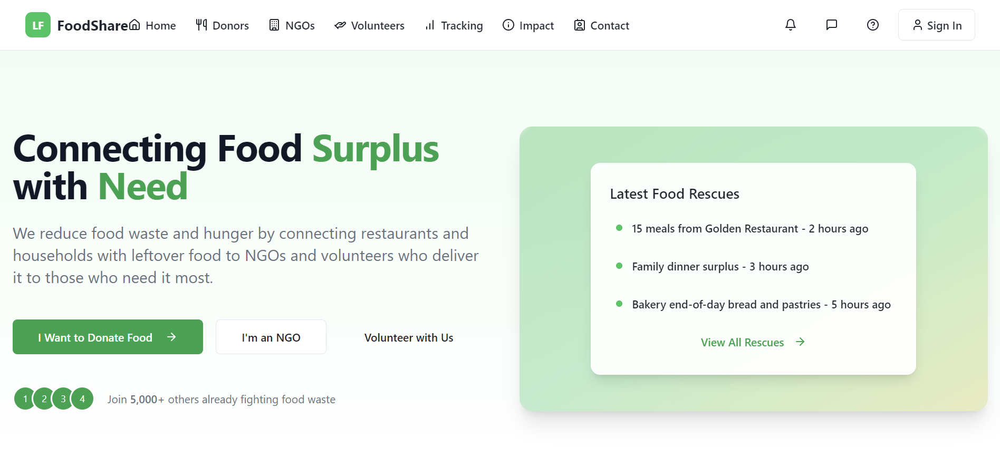 LF FoodShare Home Donors NGOs Volunteers Tracking Impact Contact Sign In
Connecting Food Surplus
with Need
We reduce food waste and hunger by connecting restaurants and
households with leftover food to NGOs and volunteers who deliver
it to those who need it most.
I Want to Donate Food I'm an NGO Volunteer with Us
1 2 3 4 Join 5,000+ others already fighting food waste
Latest Food Rescues
15 meals from Golden Restaurant - 2 hours ago
Family dinner surplus - 3 hours ago
Bakery end-of-day bread and pastries - 5 hours ago
View All Rescues